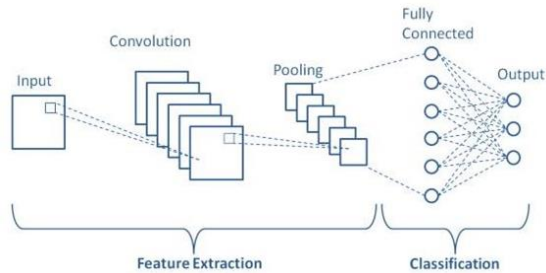 Input
Convolution
Pooling
Fully
Connected
Output
Feature Extraction
Classification